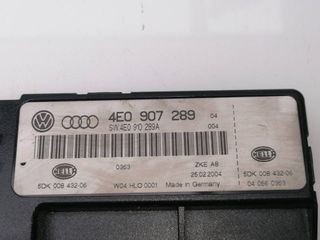 4E0 907 289 04
SW.4E0 910 289A 004
0363 ZKE A8
25.02.2004
HELLA HELLA
5DK 008 432-06 W04 HLO 0001 Made in Germany 5DK 008 432-06
04 056 0363